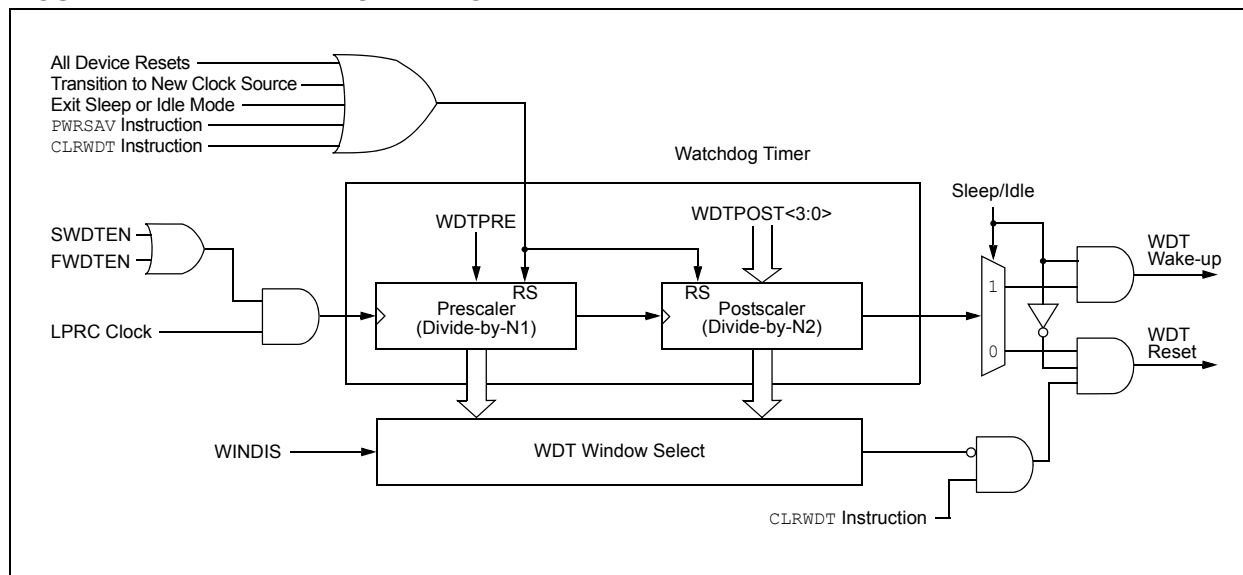 All Device Resets
Transition to New Clock Source
Exit Sleep or Idle Mode
PWRSAV Instruction
CLRWDT Instruction
Watchdog Timer
Sleep/Idle
WDTPRE
WDTPOST<3:0>
SWDTEN
FWDTEN
WDT
Wake-up
RS
RS
Prescaler
(Divide-by-N1)
Postscaler
(Divide-by-N2)
1
LPRC Clock
0
WDT
Reset
WINDIS
WDT Window Select
CLRWDT Instruction